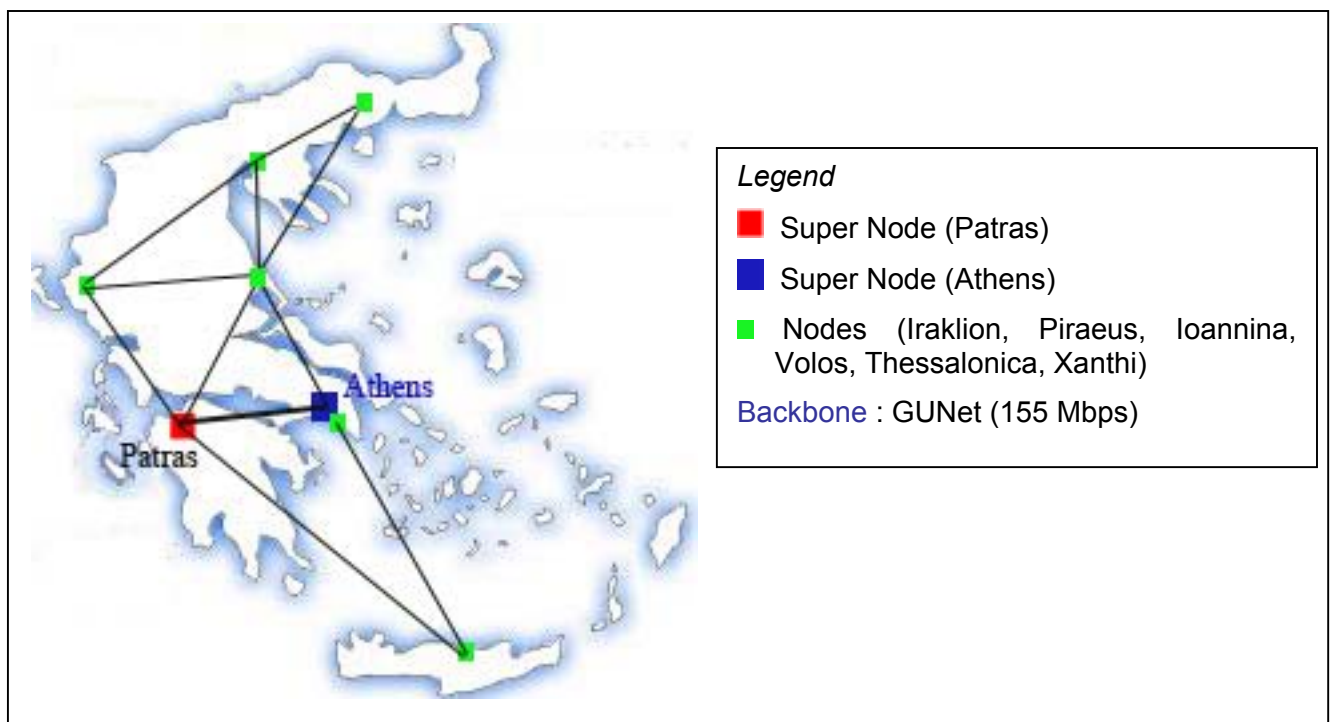 Athens
Patras
Legend
Super Node (Patras)
Super Node (Athens)
Nodes (Iraklion, Piraeus, Ioannina,
Volos, Thessalonica, Xanthi)
Backbone : GUNet (155 Mbps)